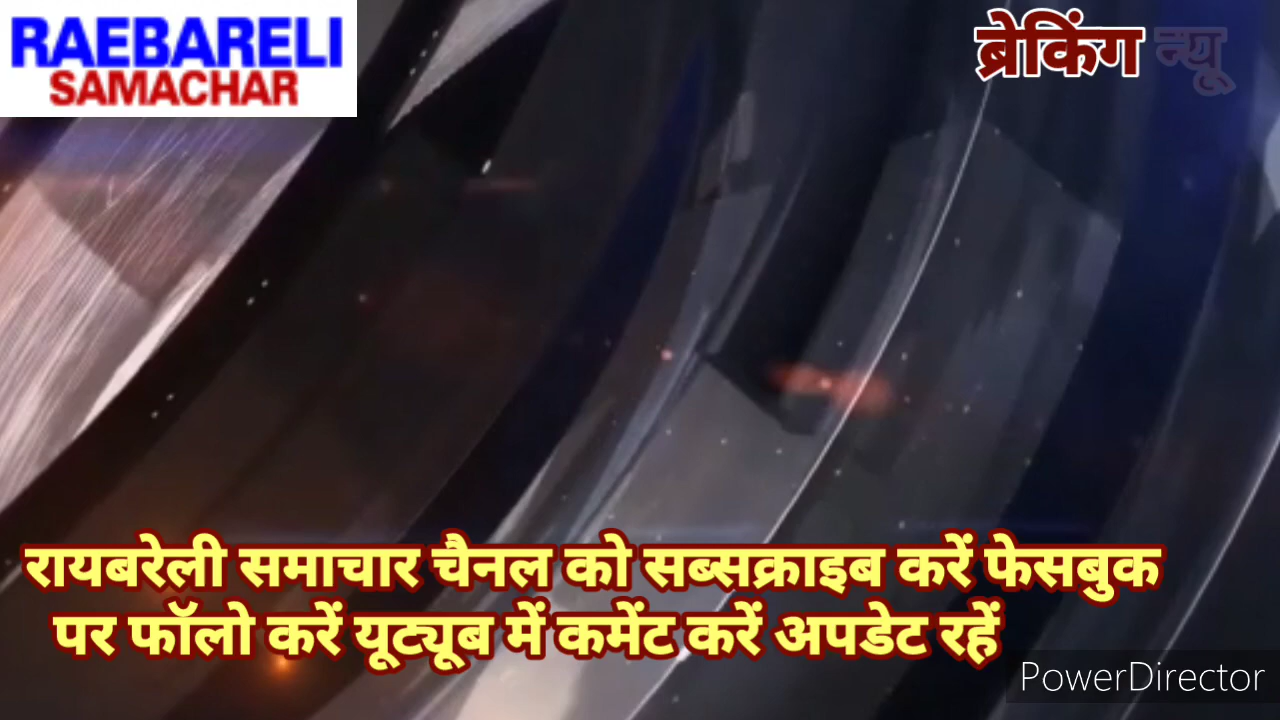 RAEBARELI
SAMACHAR
ब्रेकिंग न्यू
रायबरेली समाचार चैनल को सब्सक्राइब करें फेसबुक
पर फॉलो करें यूट्यूब में कमेंट करें अपडेट रहें
PowerDirector